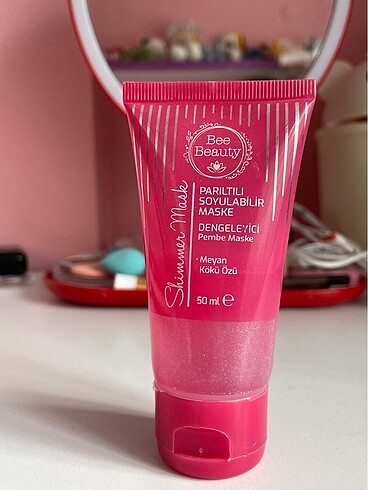 Bee
Beauty
Shimmer Mask
PARILTILI
SOYULABİLİR
MASKE
DENGELEYİCİ
Pembe Maske
· Meyan
Kökü Özü
50 ml ℮